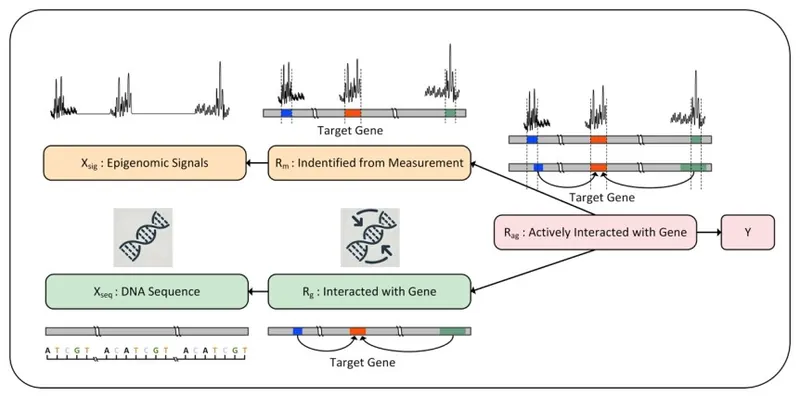 Target Gene
X_sig : Epigenomic Signals
R_m : Indentified from Measurement
Target Gene
R_ag : Actively Interacted with Gene
Y
X_seq : DNA Sequence
R_g : Interacted with Gene
A T C G T A C A T C G T A C A T C G T
Target Gene